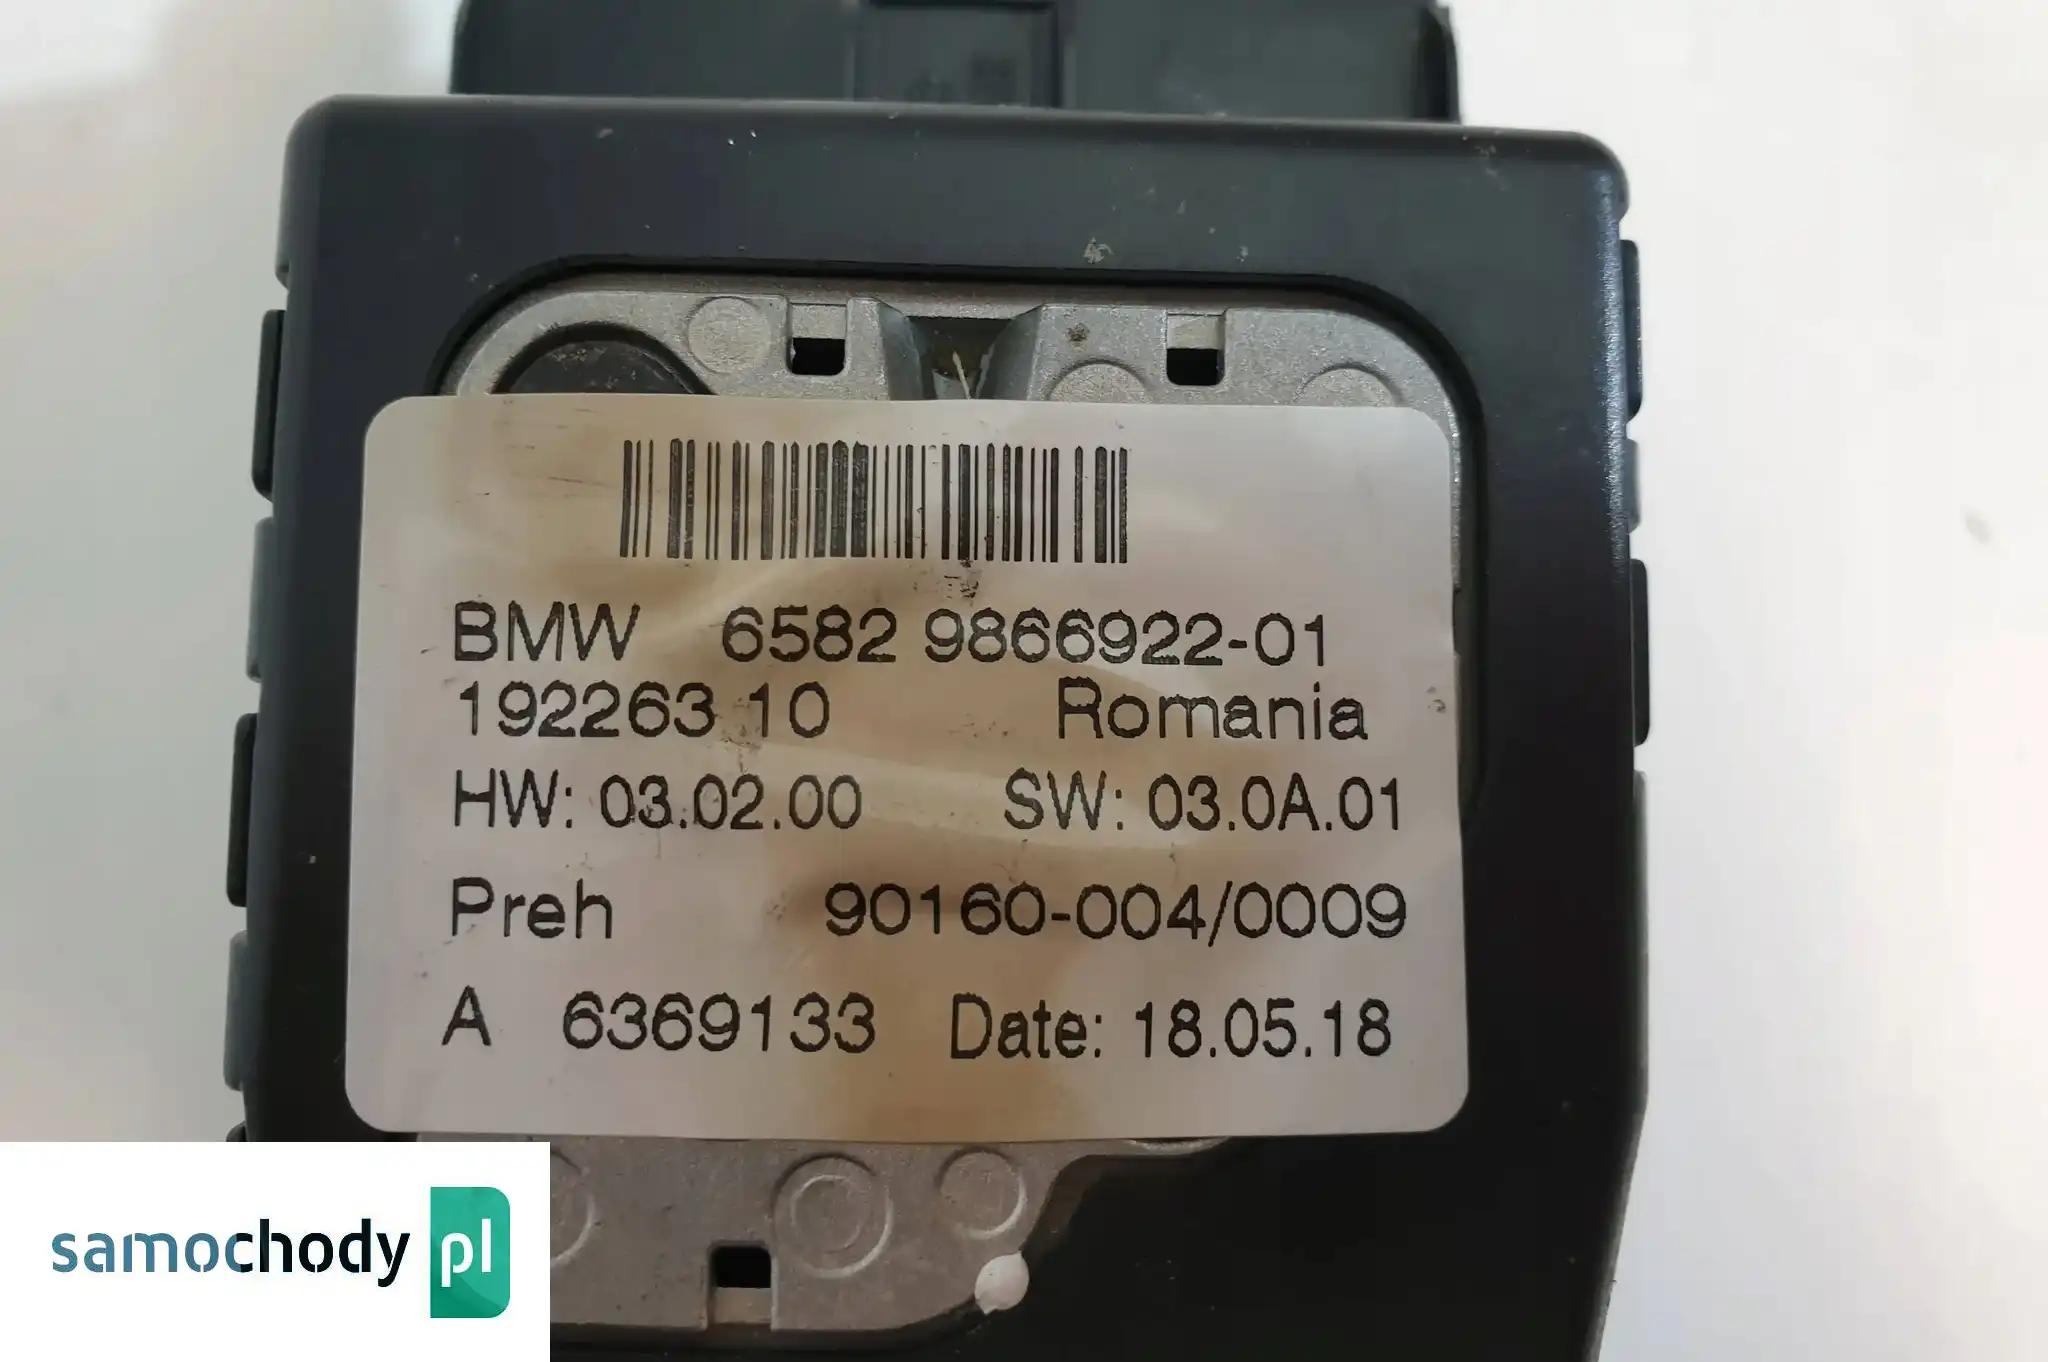 BMW 6582 9866922-01
192263 10 Romania
HW: 03.02.00 SW: 03.0A.01
Preh 90160-004/0009
A 6369133 Date: 18.05.18
samochody pl